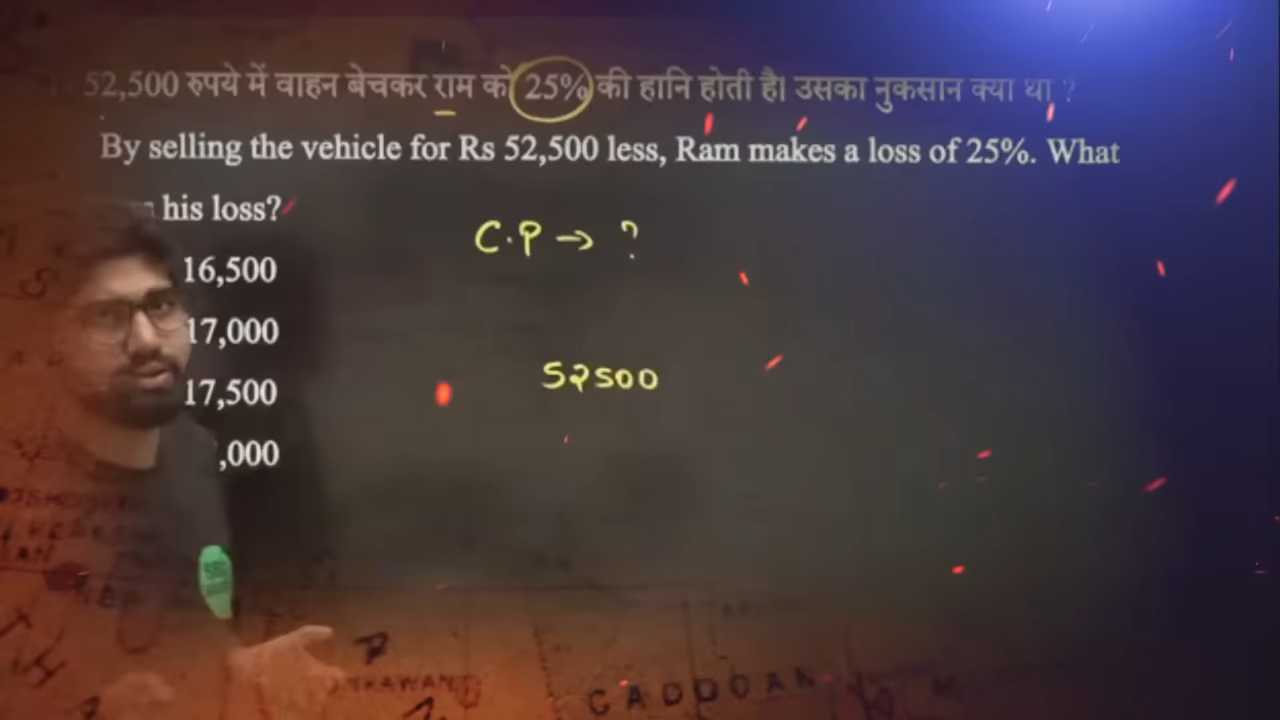 52,500 रुपये में वाहन बेचकर राम को 25% की हानि होती है। उसका नुकसान क्या था ?
By selling the vehicle for Rs 52,500 less, Ram makes a loss of 25%. What
his loss?
C.P → ?
16,500
17,000
52500
17,500
,000
CADDOAN